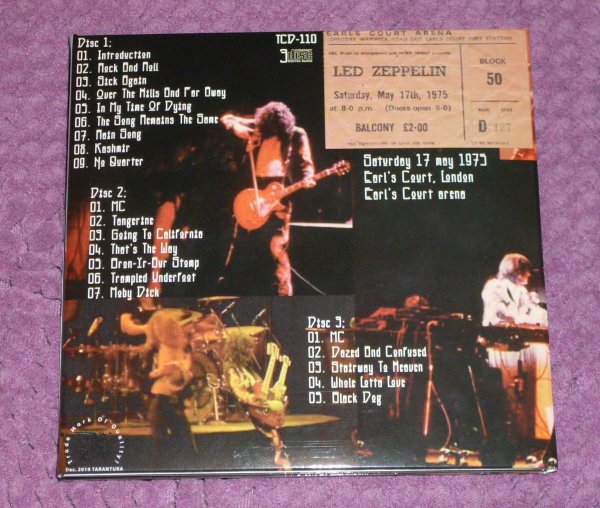 Disc 1:
01. Introduction
02. Rock And Roll
03. Sick Again
04. Over The Hills And Far Away
05. In My Time Of Dying
06. The Song Remains The Same
07. Rain Song
08. Kashmir
09. No Quarter
TCD-110
EARLS COURT ARENA
LED ZEPPELIN
Saturday, May 17th, 1975
at 8-0 p.m. (Doors open 6-0)
BALCONY £2-00
BLOCK
50
D 127
Saturday 17 may 1975
Earl's Court, London
Earl's Court arena
Disc 2:
01. MC
02. Tangerine
03. Going To California
04. That's The Way
05. Bron-Yr-Aur Stomp
06. Trampled Underfoot
07. Moby Dick
Disc 3:
01. MC
02. Dazed And Confused
03. Stairway To Heaven
04. Whole Lotta Love
05. Black Dog
(Trade Mark Of Quality)
Dec. 2010 TARANTURA